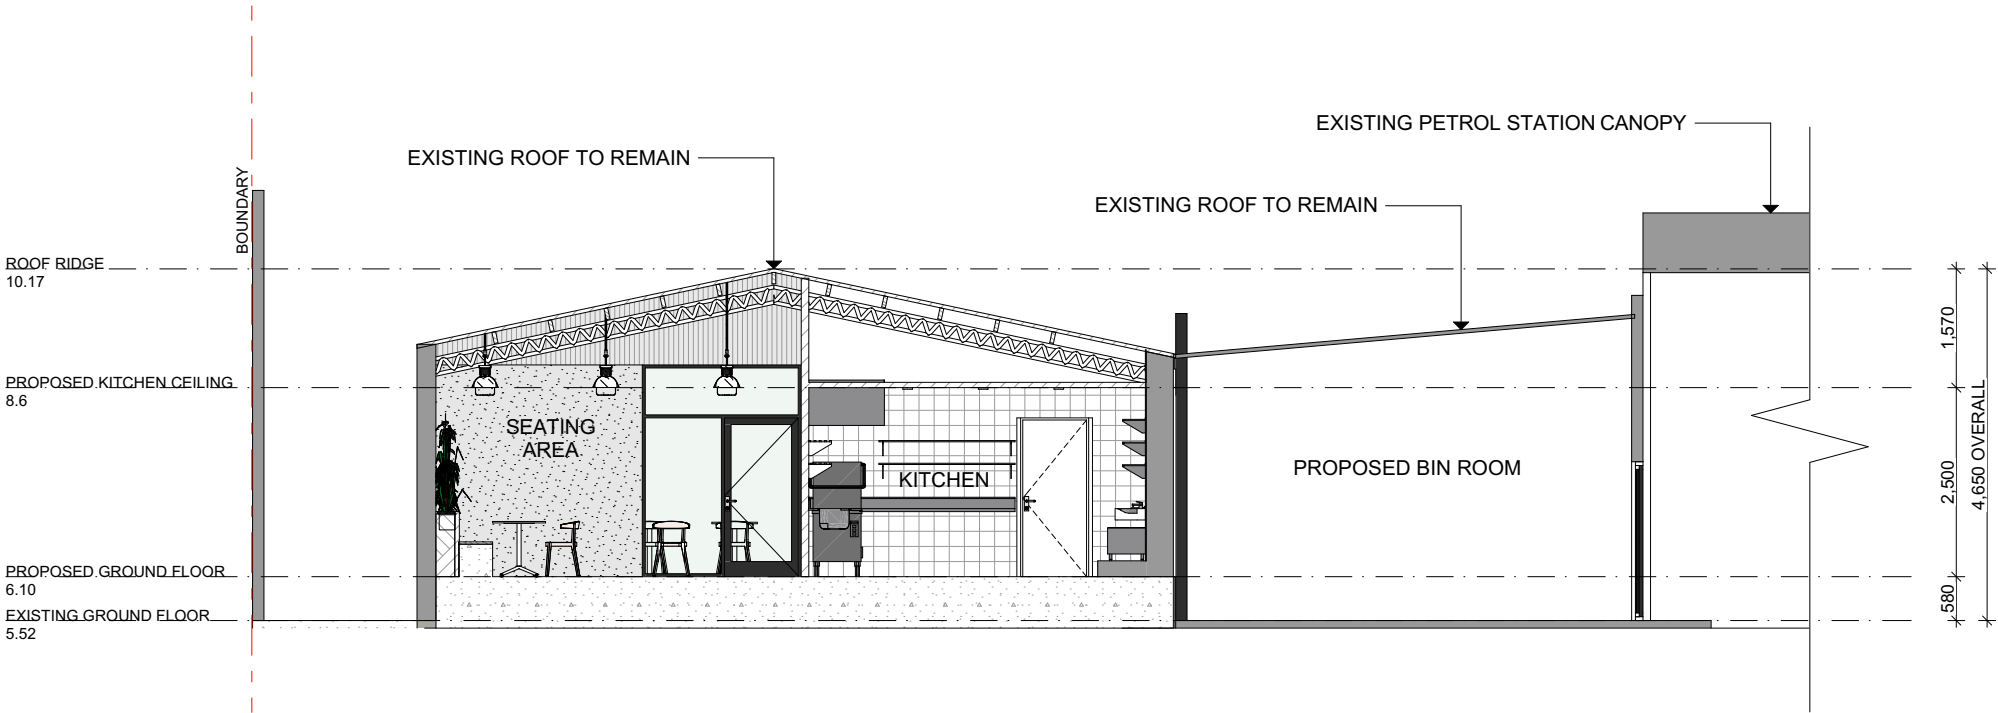 EXISTING PETROL STATION CANOPY
EXISTING ROOF TO REMAIN
EXISTING ROOF TO REMAIN
BOUNDARY
ROOF RIDGE
10.17
PROPOSED KITCHEN CEILING
8.6
SEATING
AREA
KITCHEN
PROPOSED BIN ROOM
PROPOSED GROUND FLOOR
6.10
EXISTING GROUND FLOOR
5.52
1,570
2,500
580
4,650 OVERALL